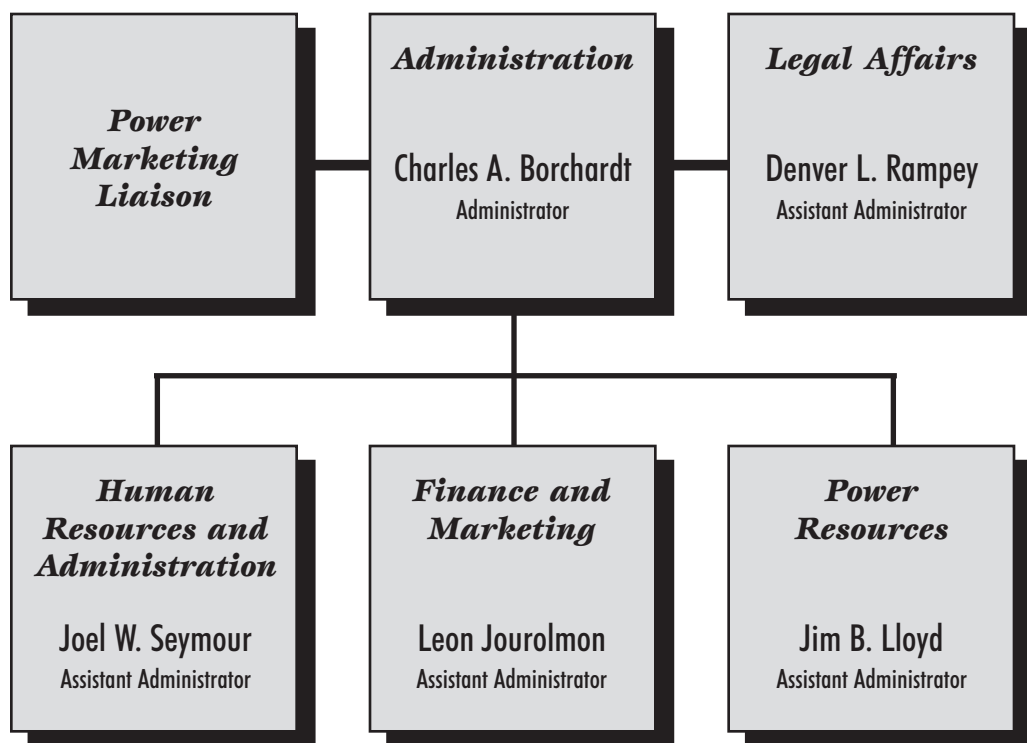 Power
Marketing
Liaison
Administration
Charles A. Borchardt
Administrator
Legal Affairs
Denver L. Rampey
Assistant Administrator
Human
Resources and
Administration
Joel W. Seymour
Assistant Administrator
Finance and
Marketing
Leon Jourolmon
Assistant Administrator
Power
Resources
Jim B. Lloyd
Assistant Administrator